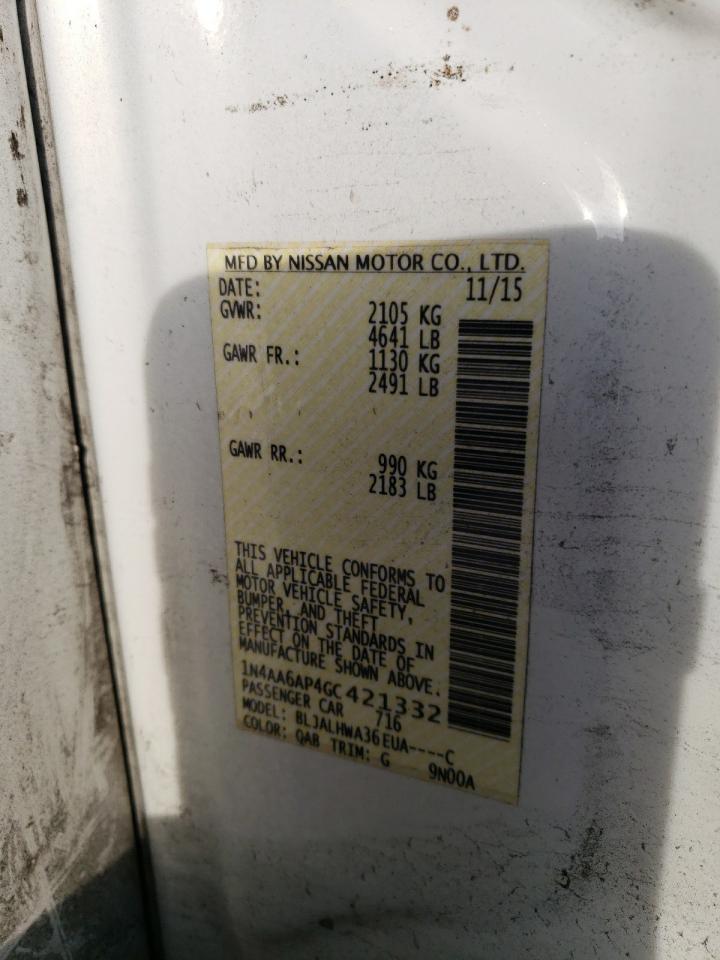 MFD BY NISSAN MOTOR CO., LTD.
DATE: 11/15
GVWR: 2105 KG
4641 LB
GAWR FR.: 1130 KG
2491 LB
GAWR RR.: 990 KG
2183 LB
THIS VEHICLE CONFORMS TO
ALL APPLICABLE FEDERAL
MOTOR VEHICLE SAFETY,
BUMPER, AND THEFT
PREVENTION STANDARDS IN
EFFECT ON THE DATE OF
MANUFACTURE SHOWN ABOVE.
1N4AA6AP4GC421332
PASSENGER CAR 716
MODEL: BLJALHWA36EUA----C
COLOR: QAB TRIM: G 9N00A